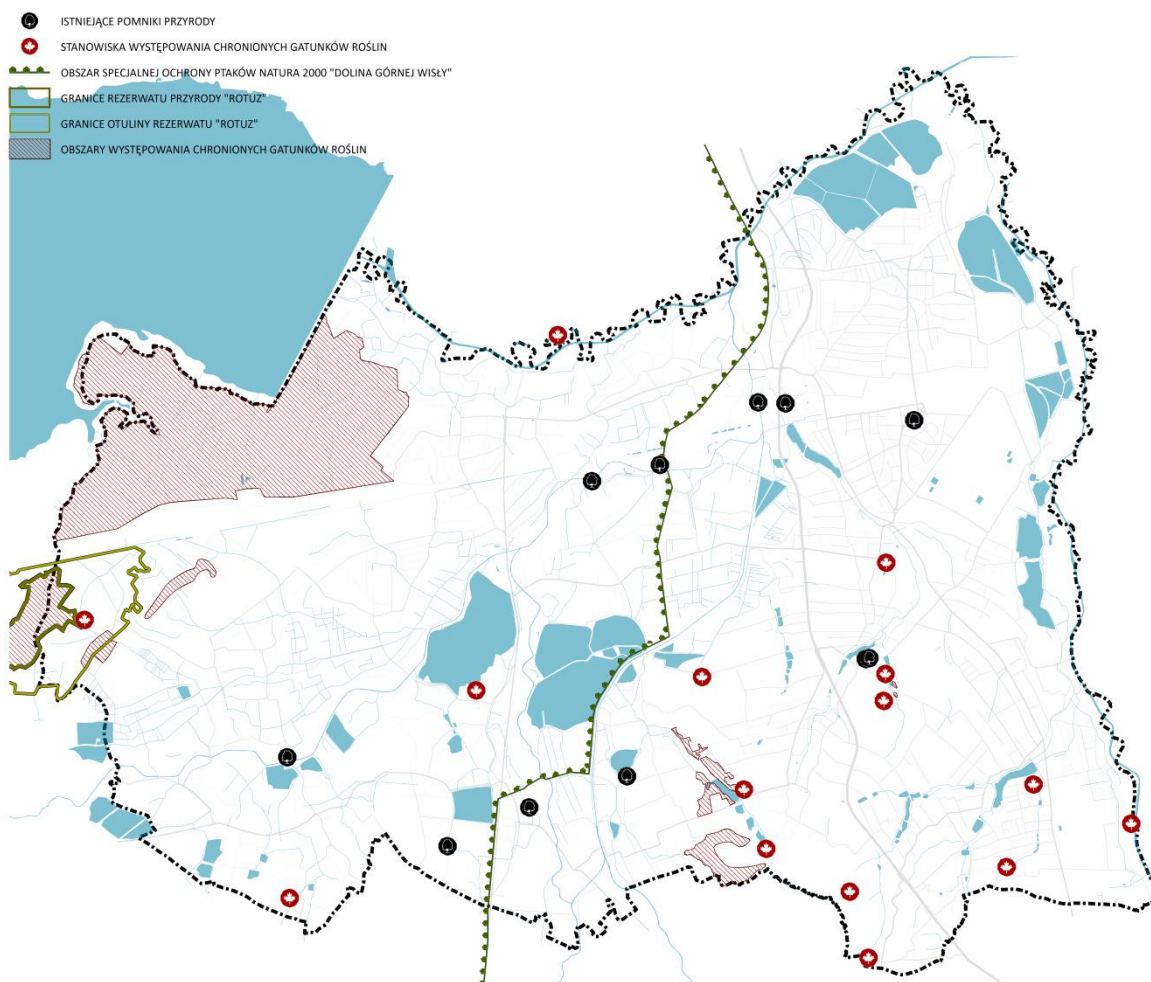 ISTNIEJĄCE POMNIKI PRZYRODY
STANOWISKA WYSTĘPOWANIA CHRONIONYCH GATUNKÓW ROŚLIN
OBSZAR SPECJALNEJ OCHRONY PTAKÓW NATURA 2000 "DOLINA GÓRNEJ WISŁY"
GRANICE REZERWATU PRZYRODY "ROTUZ"
GRANICE OTULINY REZERWATU "ROTUZ"
OBSZARY WYSTĘPOWANIA CHRONIONYCH GATUNKÓW ROŚLIN